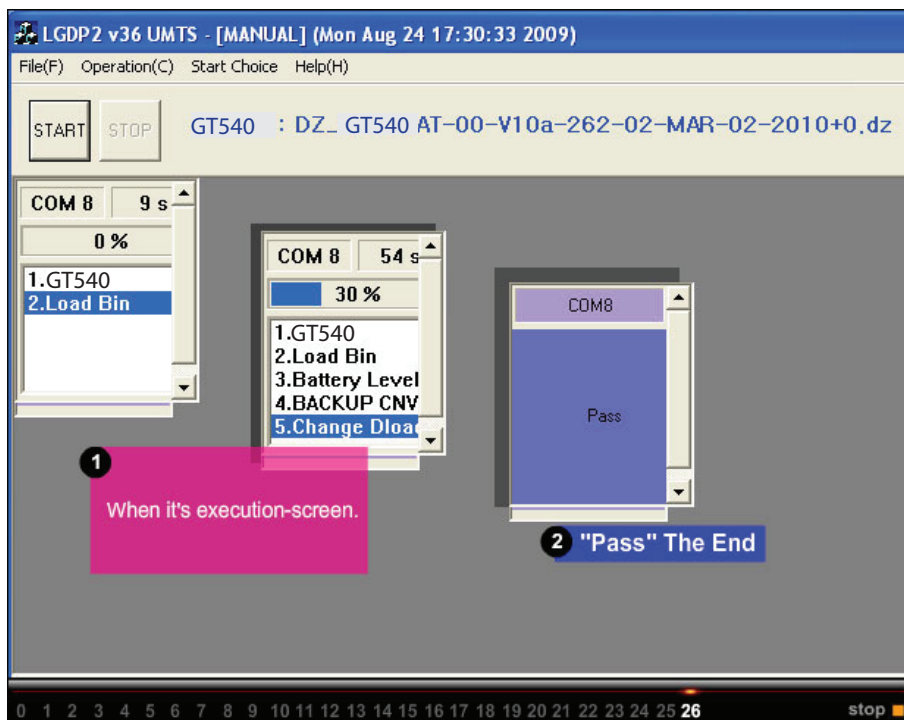 LGDP2 v36 UMTS - [MANUAL] (Mon Aug 24 17:30:33 2009)
File(F) Operation(C) Start Choice Help(H)
START STOP GT540 : DZ_ GT540 AT-00-V10a-262-02-MAR-02-2010+0.dz
COM 8 9 s
0 %
1.GT540
2.Load Bin
COM 8 54 s
30 %
1.GT540
2.Load Bin
3.Battery Level
4.BACKUP CNV
5.Change Dload
COM8
Pass
1
When it's execution-screen.
2 "Pass" The End
0 1 2 3 4 5 6 7 8 9 10 11 12 13 14 15 16 17 18 19 20 21 22 23 24 25 26 stop